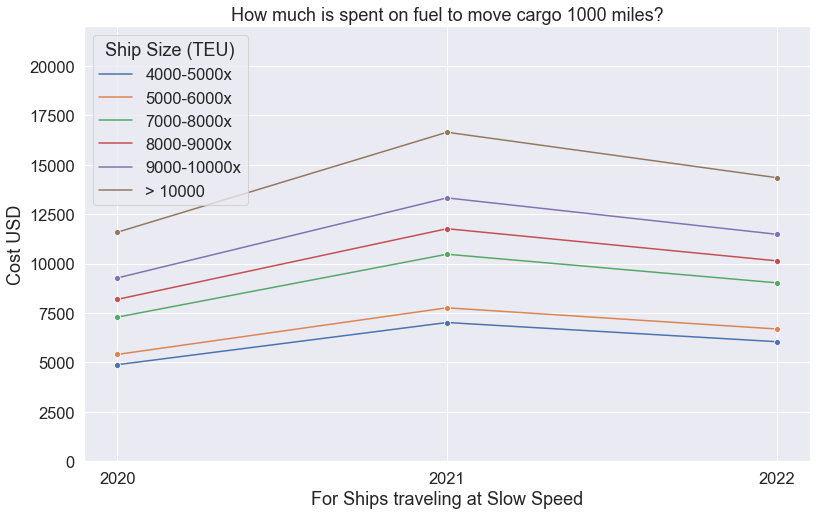 How much is spent on fuel to move cargo 1000 miles?
Ship Size (TEU)
4000-5000x
5000-6000x
7000-8000x
8000-9000x
9000-10000x
> 10000
Cost USD
20000
17500
15000
12500
10000
7500
5000
2500
0
2020 2021 2022
For Ships traveling at Slow Speed